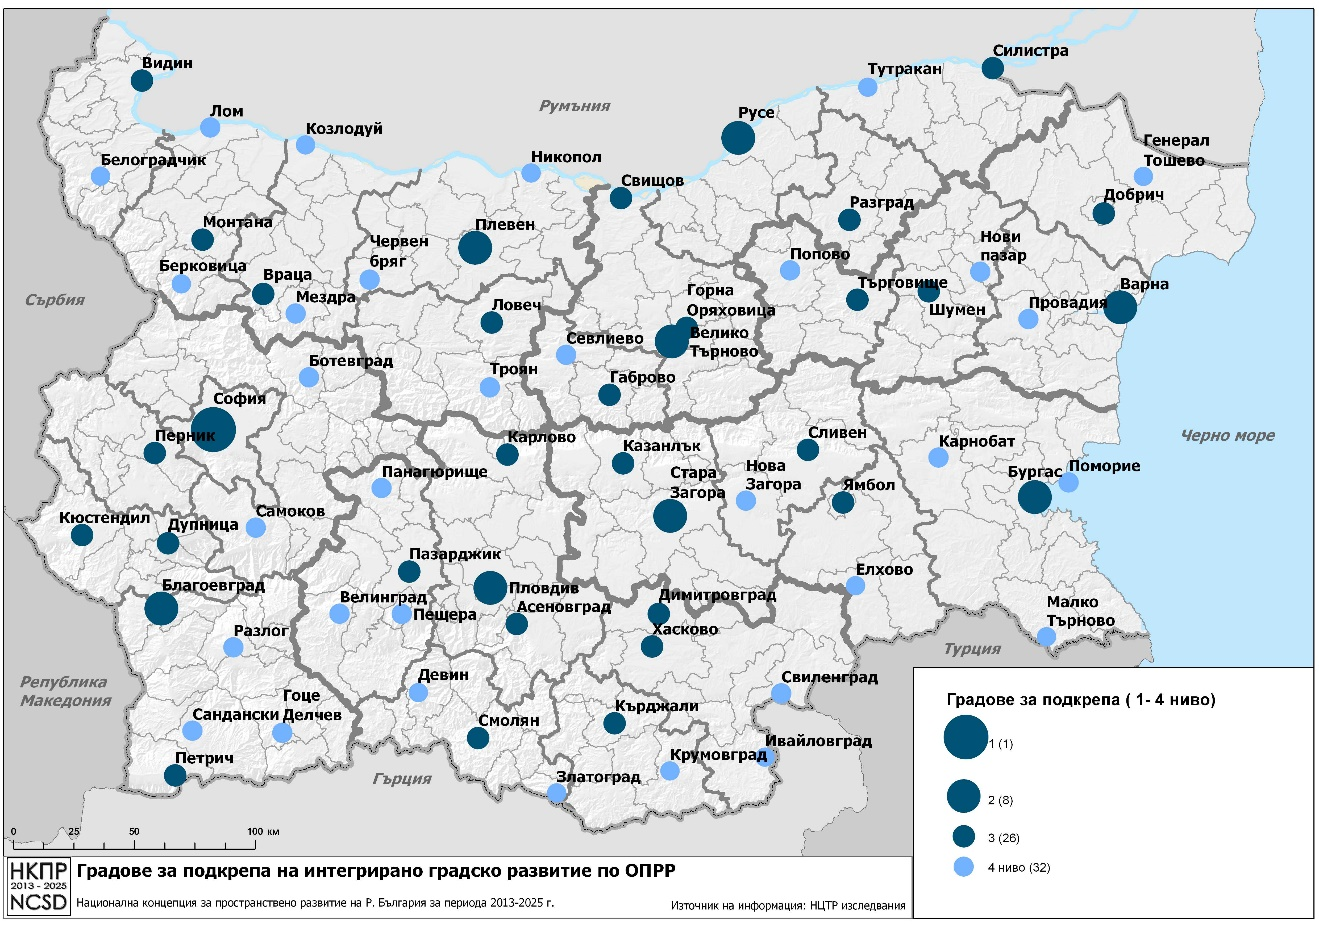 Силистра
Видин
Тутракан
Румъния
Русе
Лом
Козлодуй
Генерал
Тошево
Белоградчик
Никопол
Свищов
Добрич
Разград
Монтана
Плевен
Червен
бряг
Нови
пазар
Попово
Берковица
Враца
Мездра
Търговище
Варна
Сърбия
Ловеч
Горна
Оряховица
Шумен
Провадия
Севлиево
Велико
Търново
Ботевград
Троян
Габрово
София
Перник
Карлово
Казанлък
Сливен
Карнобат
Черно море
Панагюрище
Стара
Загора
Нова
Загора
Ямбол
Бургас
Поморие
Кюстендил
Дупница
Самоков
Пазарджик
Благоевград
Велинград
Пещера
Пловдив
Асеновград
Димитровград
Хасково
Елхово
Малко
Търново
Разлог
Турция
Република
Македония
Девин
Свиленград
Гоце
Делчев
Сандански
Смолян
Кърджали
Петрич
Гърция
Златоград
Крумовград
Ивайловград
Градове за подкрепа ( 1- 4 ниво)
1 (1)
2 (8)
3 (26)
4 ниво (32)
0 25 50 100 км
НКПР
2013 - 2025
NCSD
Градове за подкрепа на интегрирано градско развитие по ОПРР
Национална концепция за пространствено развитие на Р. България за периода 2013-2025 г.
Източник на информация: НЦТР изследвания